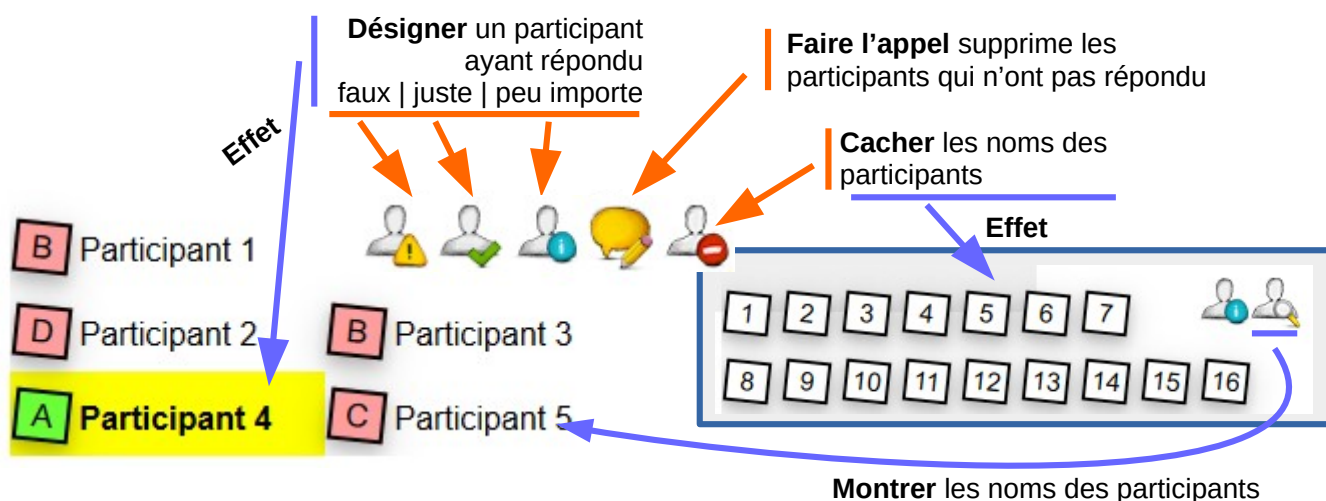 Désigner un participant
ayant répondu
faux | juste | peu importe
Faire l’appel supprime les
participants qui n’ont pas répondu
Effet
Cacher les noms des
participants
Effet
B Participant 1
D Participant 2
B Participant 3
A Participant 4
C Participant 5
1 2 3 4 5 6 7
8 9 10 11 12 13 14 15 16
Montrer les noms des participants